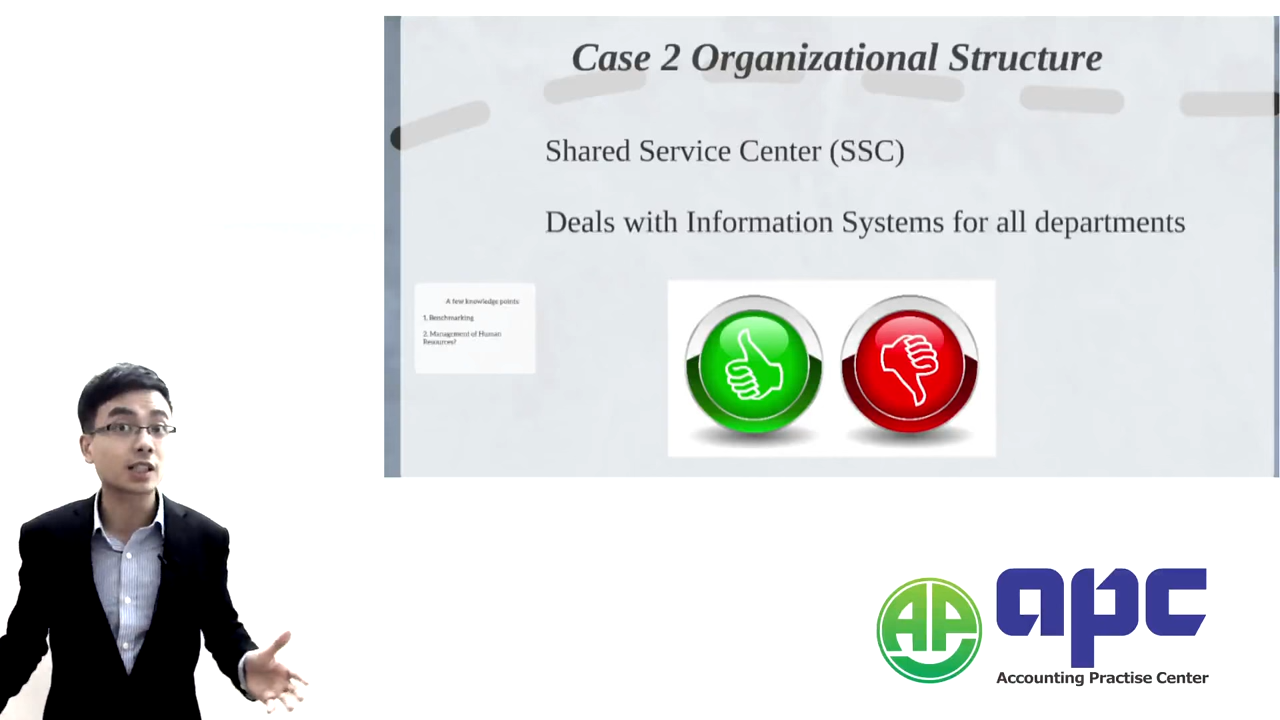 Case 2 Organizational Structure
Shared Service Center (SSC)
Deals with Information Systems for all departments
A few knowledge points:
1. Benchmarking
2. Management of Human
Resources?
AP
apc
Accounting Practise Center